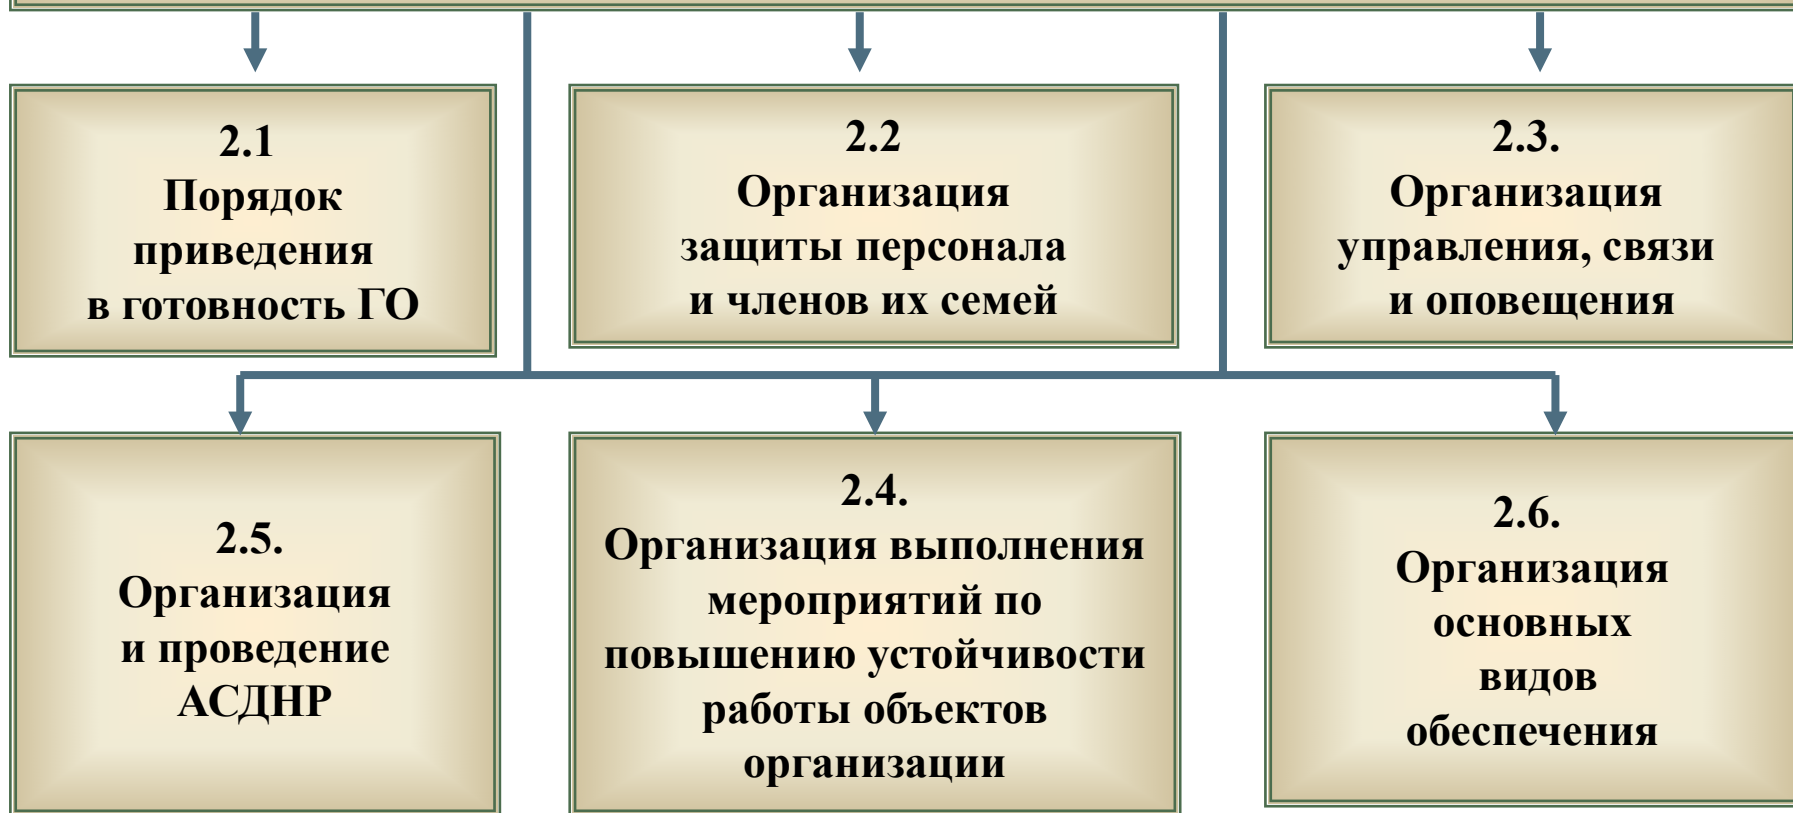 2.1
Порядок
приведения
в готовность ГО
2.2
Организация
защиты персонала
и членов их семей
2.3.
Организация
управления, связи
и оповещения
2.5.
Организация
и проведение
АСДНР
2.4.
Организация выполнения
мероприятий по
повышению устойчивости
работы объектов
организации
2.6.
Организация
основных
видов
обеспечения